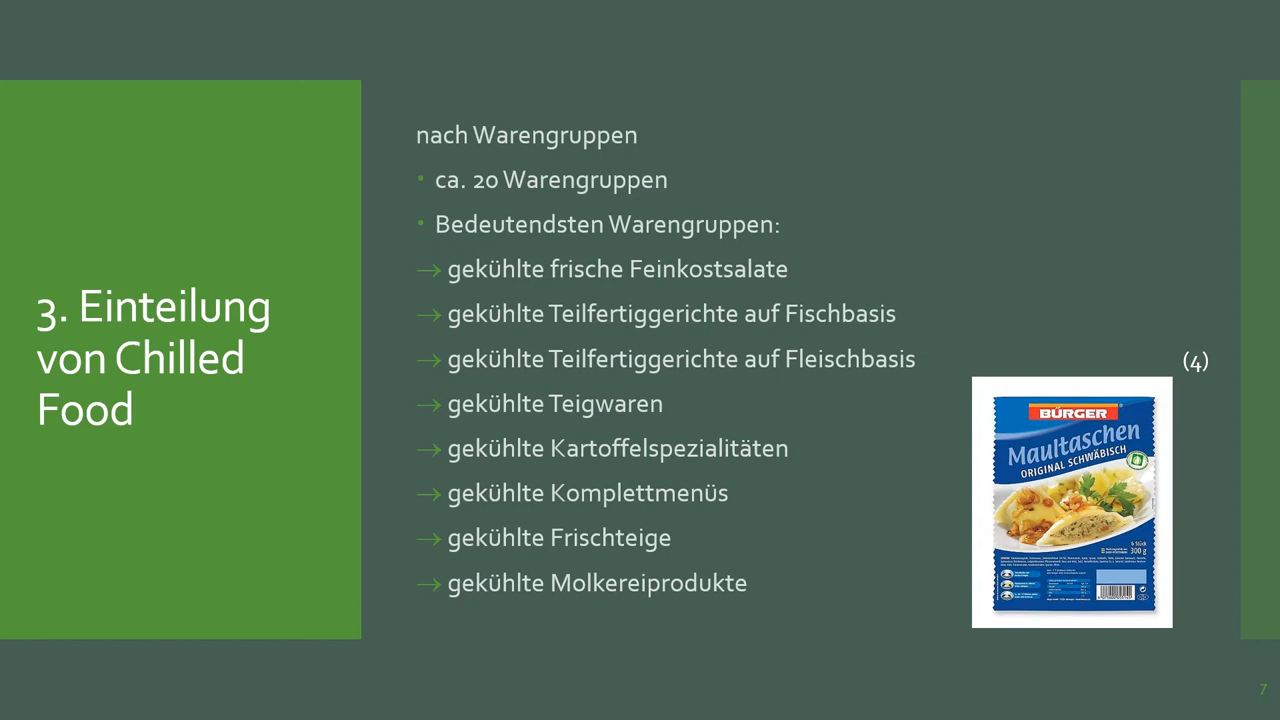 3. Einteilung
von Chilled
Food
nach Warengruppen
• ca. 20 Warengruppen
• Bedeutendsten Warengruppen:
→ gekühlte frische Feinkostsalate
→ gekühlte Teilfertiggerichte auf Fischbasis
→ gekühlte Teilfertiggerichte auf Fleischbasis
→ gekühlte Teigwaren
→ gekühlte Kartoffelspezialitäten
→ gekühlte Komplettmenüs
→ gekühlte Frischteige
→ gekühlte Molkereiprodukte
(4)
BÜRGER
Maultaschen
ORIGINAL SCHWÄBISCH
6 Stück
300 g
7